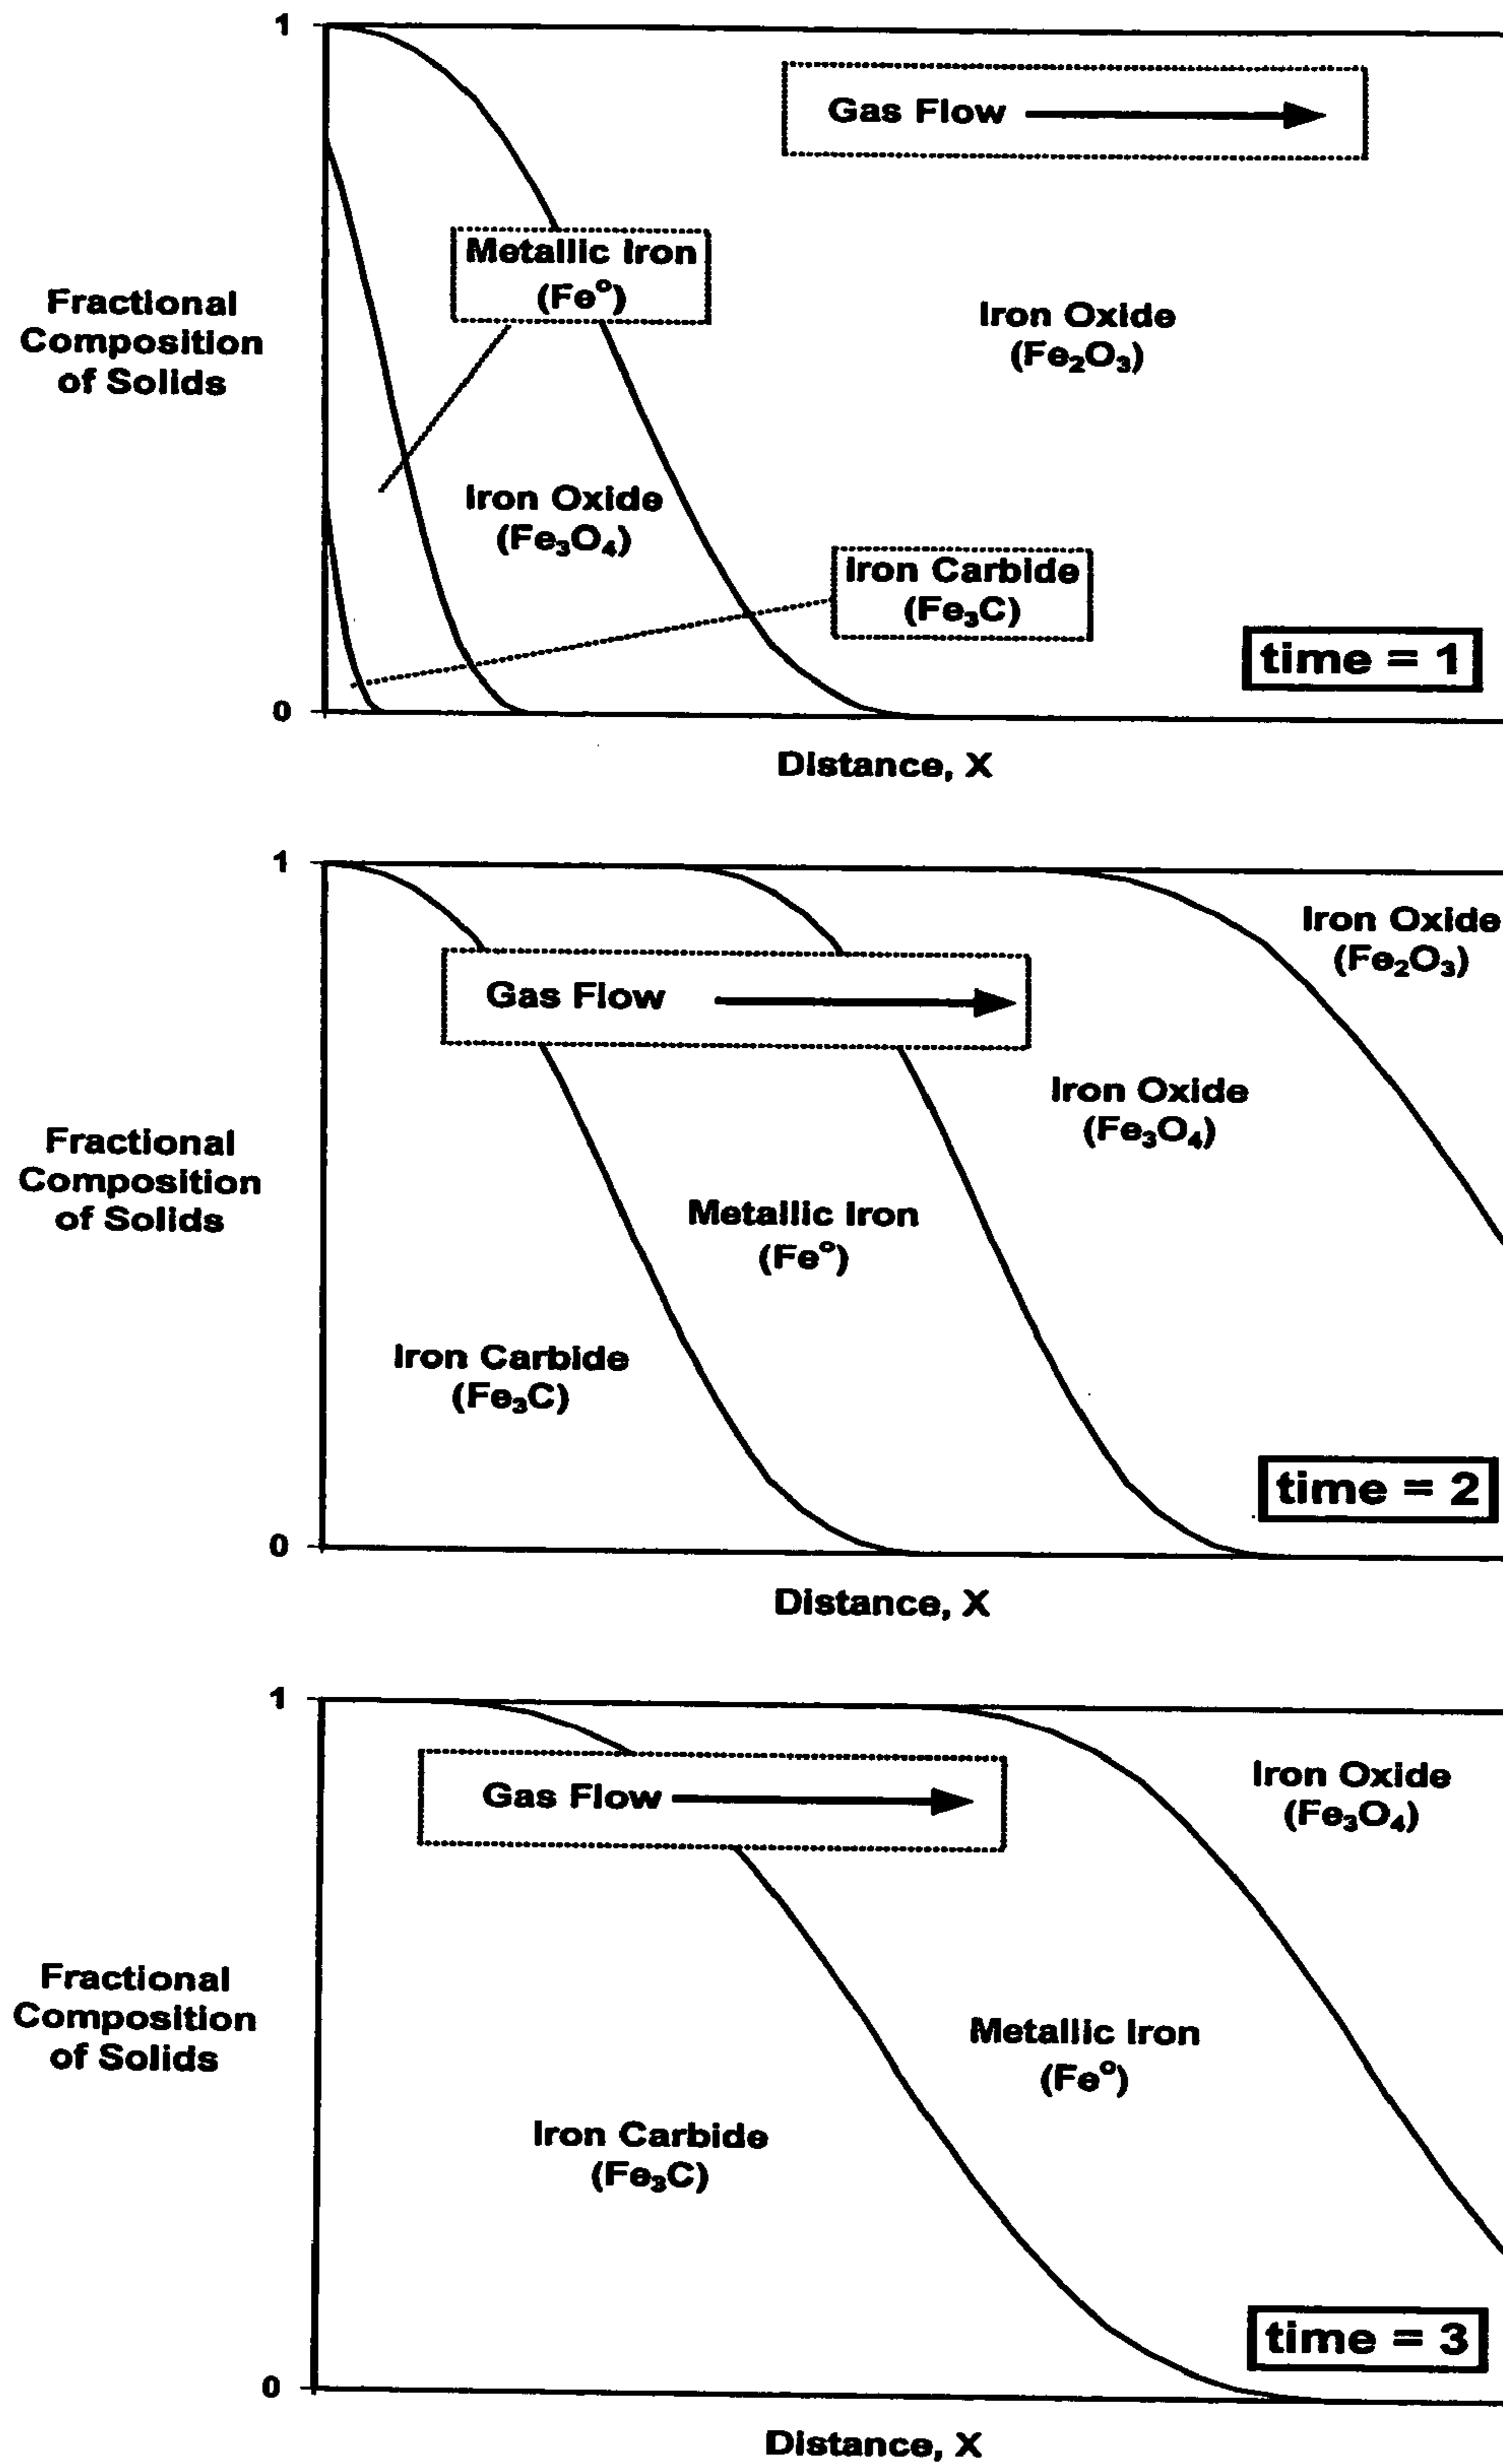 1
Gas Flow
Metallic Iron
(Fe°)
Fractional
Composition
of Solids
Iron Oxide
(Fe₂O₃)
Iron Oxide
(Fe₃O₄)
Iron Carbide
(Fe₃C)
time = 1
0
Distance, X
1
Iron Oxide
(Fe₂O₃)
Gas Flow
Iron Oxide
(Fe₃O₄)
Fractional
Composition
of Solids
Metallic Iron
(Fe°)
Iron Carbide
(Fe₃C)
time = 2
0
Distance, X
1
Gas Flow
Iron Oxide
(Fe₃O₄)
Fractional
Composition
of Solids
Metallic Iron
(Fe°)
Iron Carbide
(Fe₃C)
time = 3
0
Distance, X